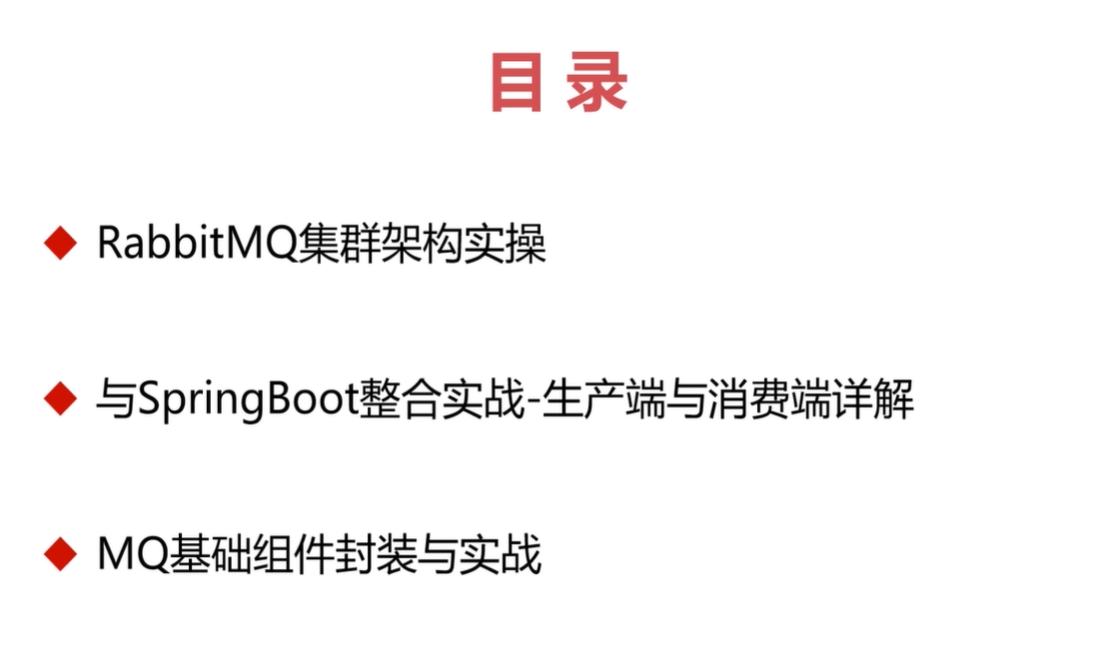 目 录
RabbitMQ集群架构实操
与SpringBoot整合实战-生产端与消费端详解
MQ基础组件封装与实战